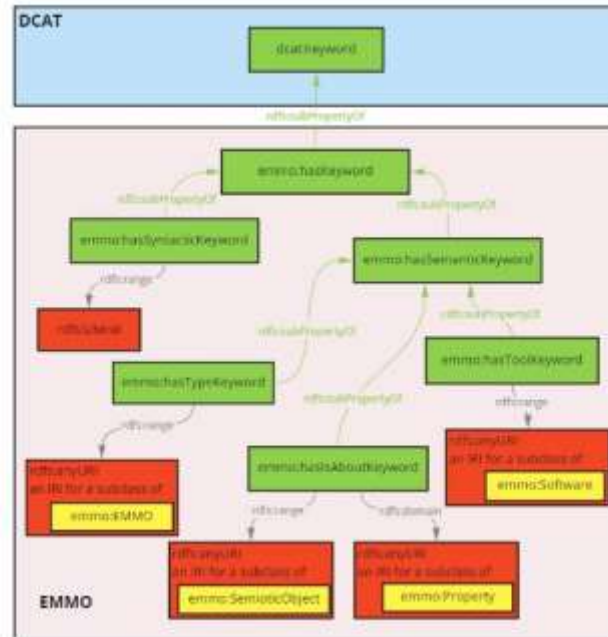 DCAT
dcat:keyword
rdfs:subPropertyOf
emmo:hasKeyword
rdfs:subPropertyOf
rdfs:subPropertyOf
emmo:hasSyntacticKeyword
emmo:hasSemanticKeyword
rdfs:range
rdfs:Literal
rdfs:subPropertyOf
rdfs:subPropertyOf
emmo:hasToolKeyword
emmo:hasTypeKeyword
rdfs:subPropertyOf
rdfs:range
rdfs:range
rdfs:anyURI
an IRI for a subclass of
emmo:Software
emmo:hasIsAboutKeyword
rdfs:anyURI
an IRI for a subclass of
emmo:EMMO
rdfs:range
rdfs:domain
rdfs:anyURI
an IRI for a subclass of
emmo:SemioticObject
rdfs:anyURI
an IRI for a subclass of
emmo:Property
EMMO